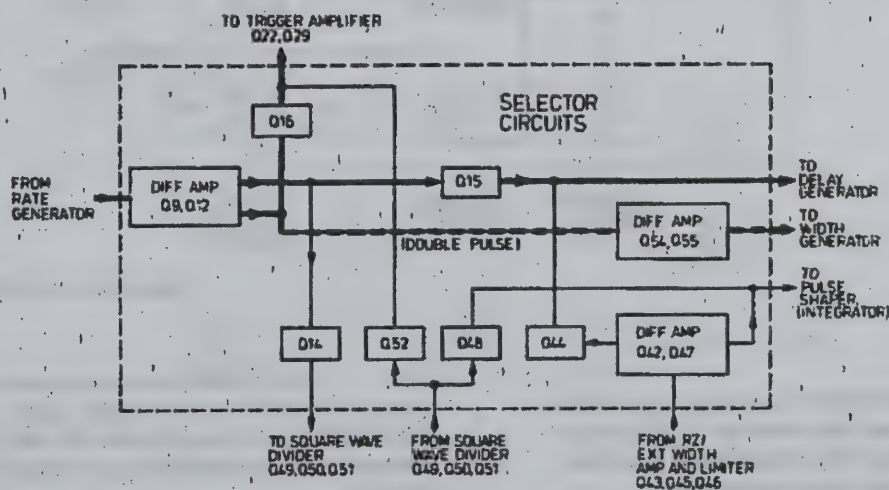 TO TRIGGER AMPLIFIER
Q22,Q29
SELECTOR
CIRCUITS
Q16
FROM
RATE
GENERATOR
DIFF AMP
Q9,Q12
Q15
TO
DELAY
GENERATOR
(DOUBLE PULSE)
DIFF AMP
Q54,Q55
TO
WIDTH
GENERATOR
TO
PULSE
SHAPER
(INTEGRATOR)
Q14
Q52
Q48
Q44
DIFF AMP
Q42,Q47
TO SQUARE WAVE
DIVIDER
Q49,Q50,Q51
FROM SQUARE
WAVE DIVIDER
Q49,Q50,Q51
FROM RZ/
EXT WIDTH
AMP AND LIMITER
Q43,Q45,Q46